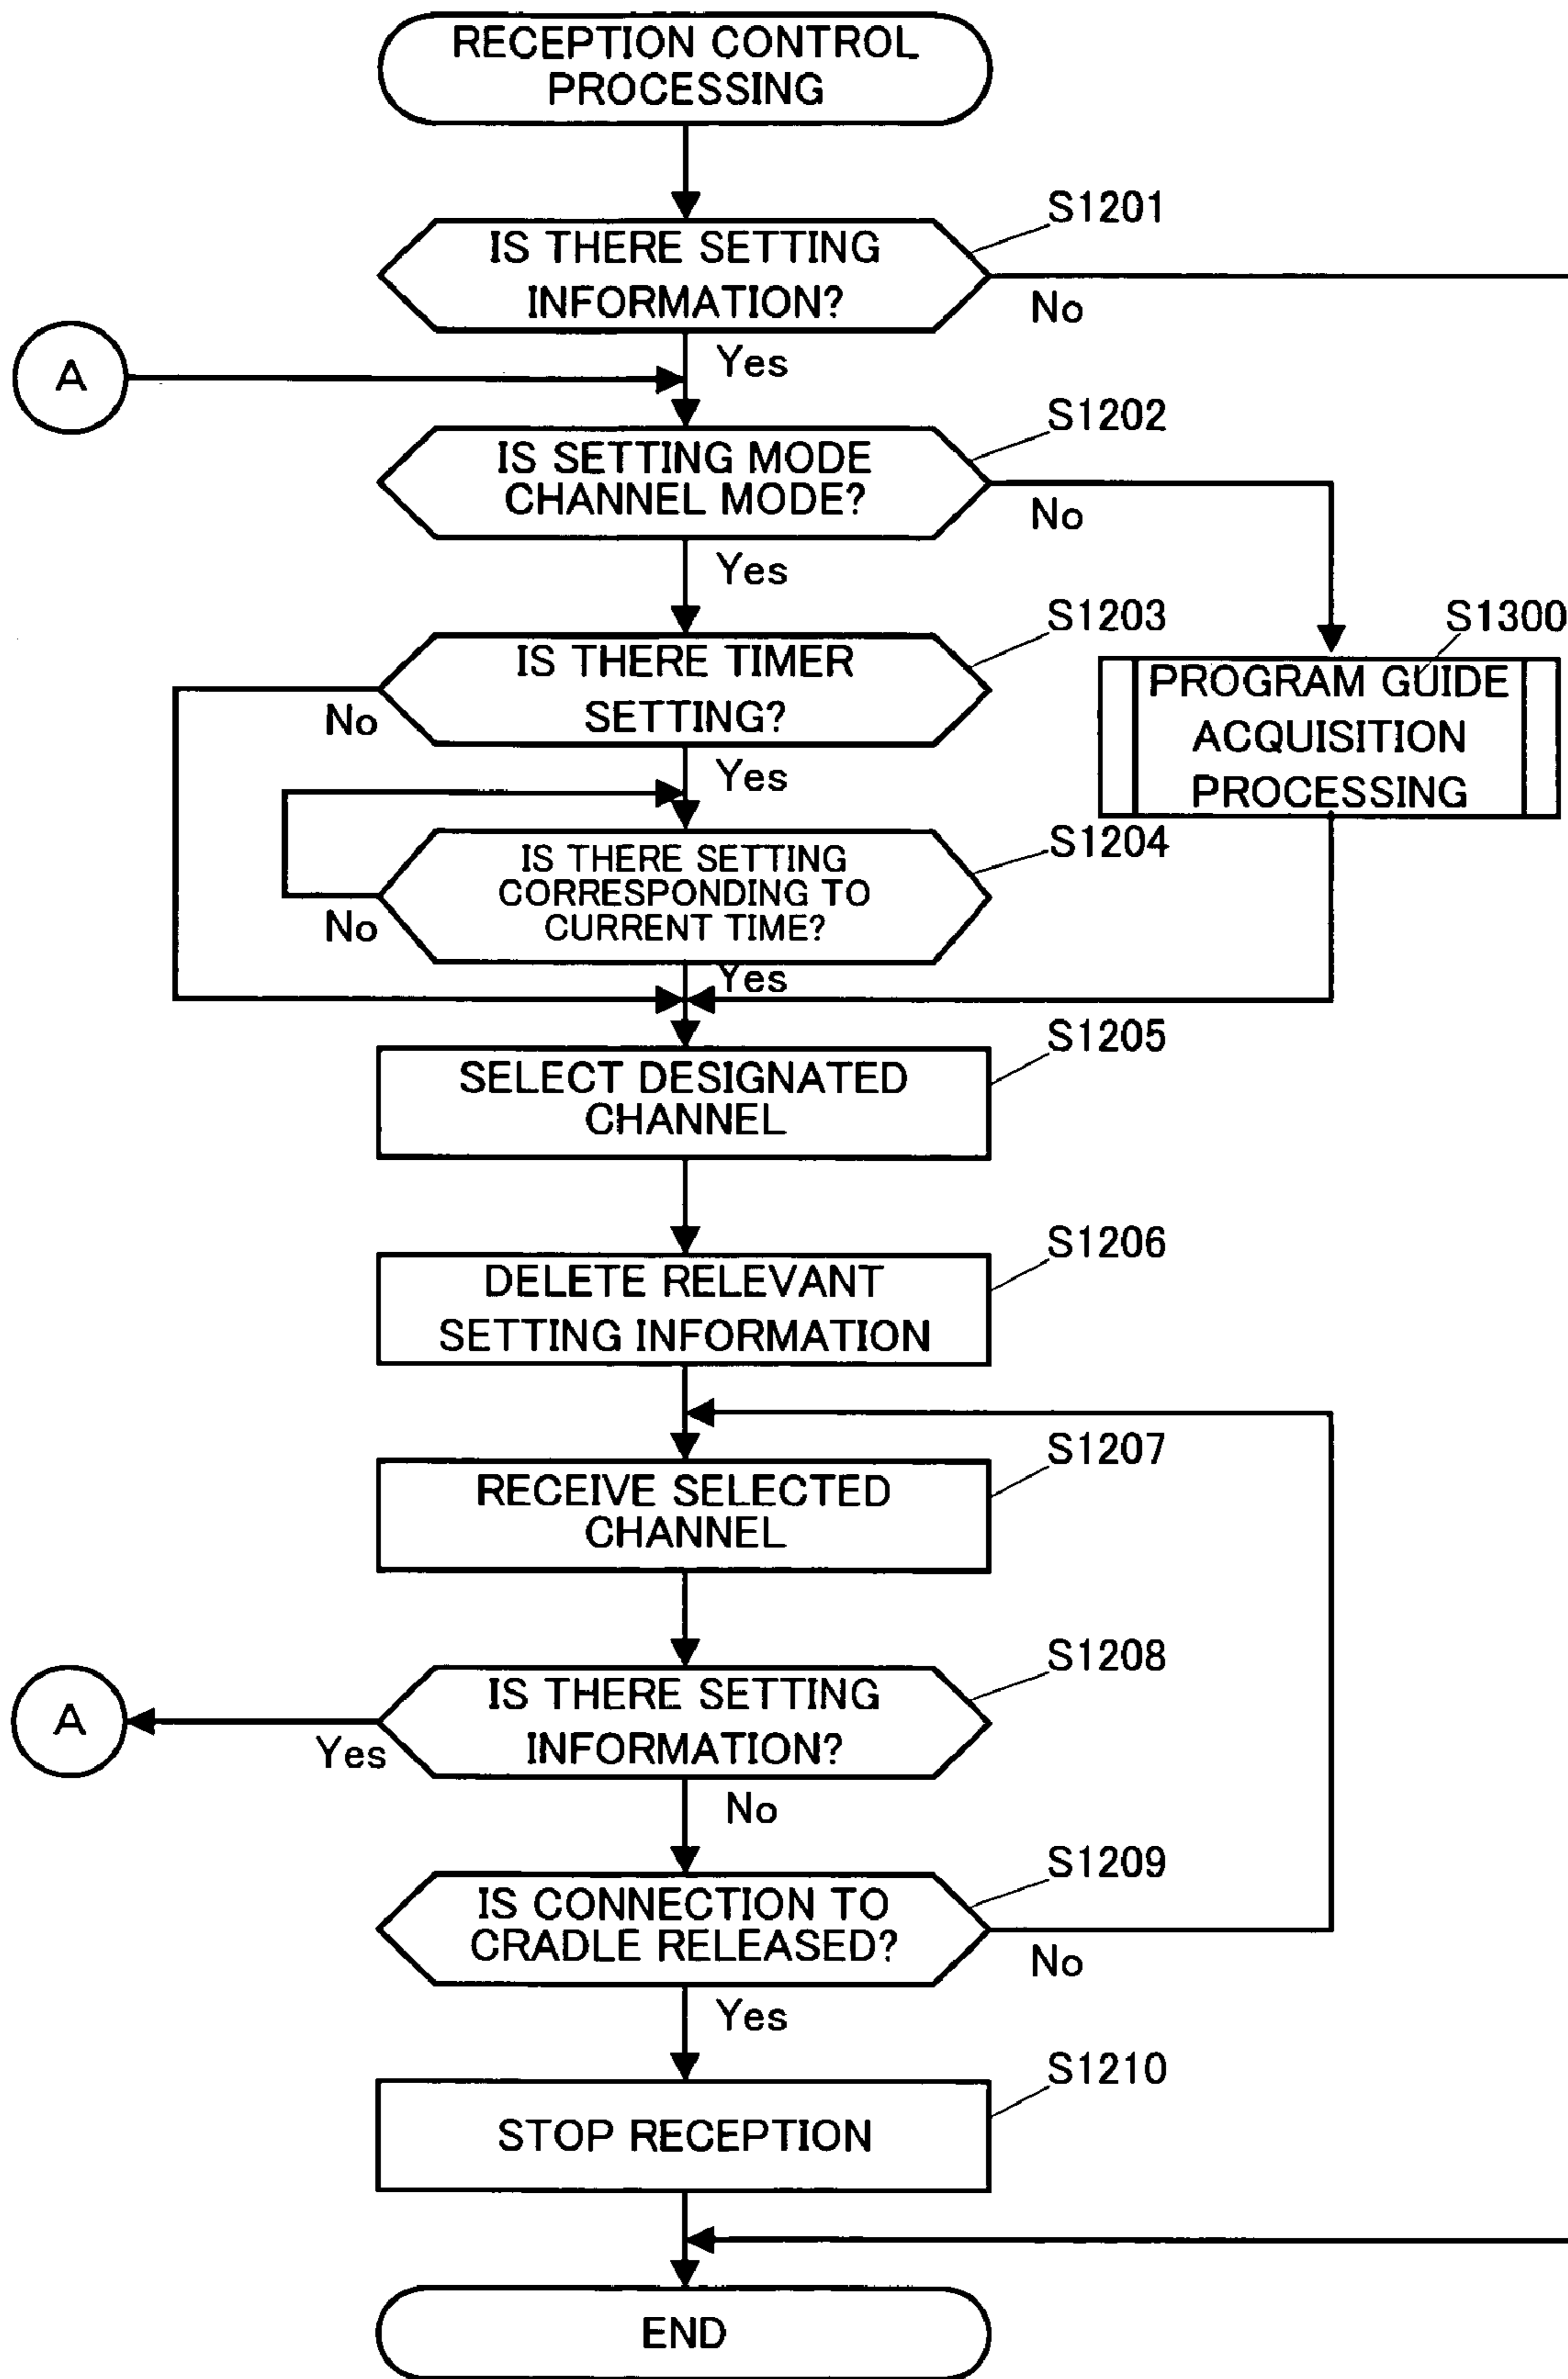 RECEPTION CONTROL
PROCESSING
S1201
IS THERE SETTING
INFORMATION?
No
Yes
A
S1202
IS SETTING MODE
CHANNEL MODE?
No
Yes
S1203
IS THERE TIMER
SETTING?
No
Yes
S1300
PROGRAM GUIDE
ACQUISITION
PROCESSING
S1204
IS THERE SETTING
CORRESPONDING TO
CURRENT TIME?
No
Yes
S1205
SELECT DESIGNATED
CHANNEL
S1206
DELETE RELEVANT
SETTING INFORMATION
S1207
RECEIVE SELECTED
CHANNEL
S1208
IS THERE SETTING
INFORMATION?
A
Yes
No
S1209
IS CONNECTION TO
CRADLE RELEASED?
No
Yes
S1210
STOP RECEPTION
END